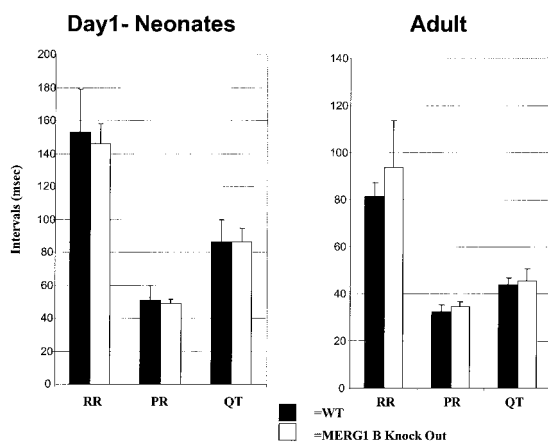 Day1- Neonates
Adult
Intervals (msec)
200
180
160
140
120
100
80
60
40
20
0
RR
PR
QT
140
120
100
80
60
40
20
0
RR
PR
QT
=WT
=MERG1 B Knock Out